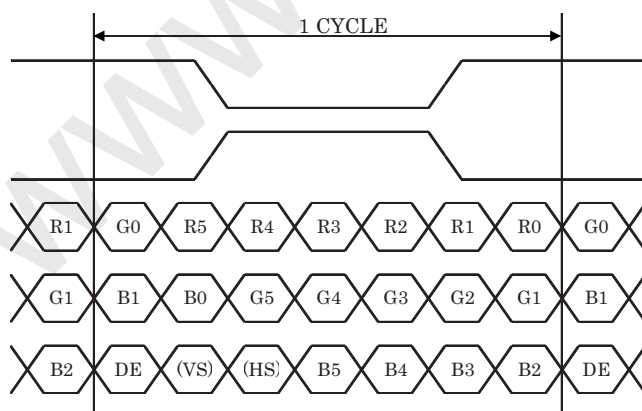 1 CYCLE
R1 G0 R5 R4 R3 R2 R1 R0 G0
G1 B1 B0 G5 G4 G3 G2 G1 B1
B2 DE (VS) (HS) B5 B4 B3 B2 DE